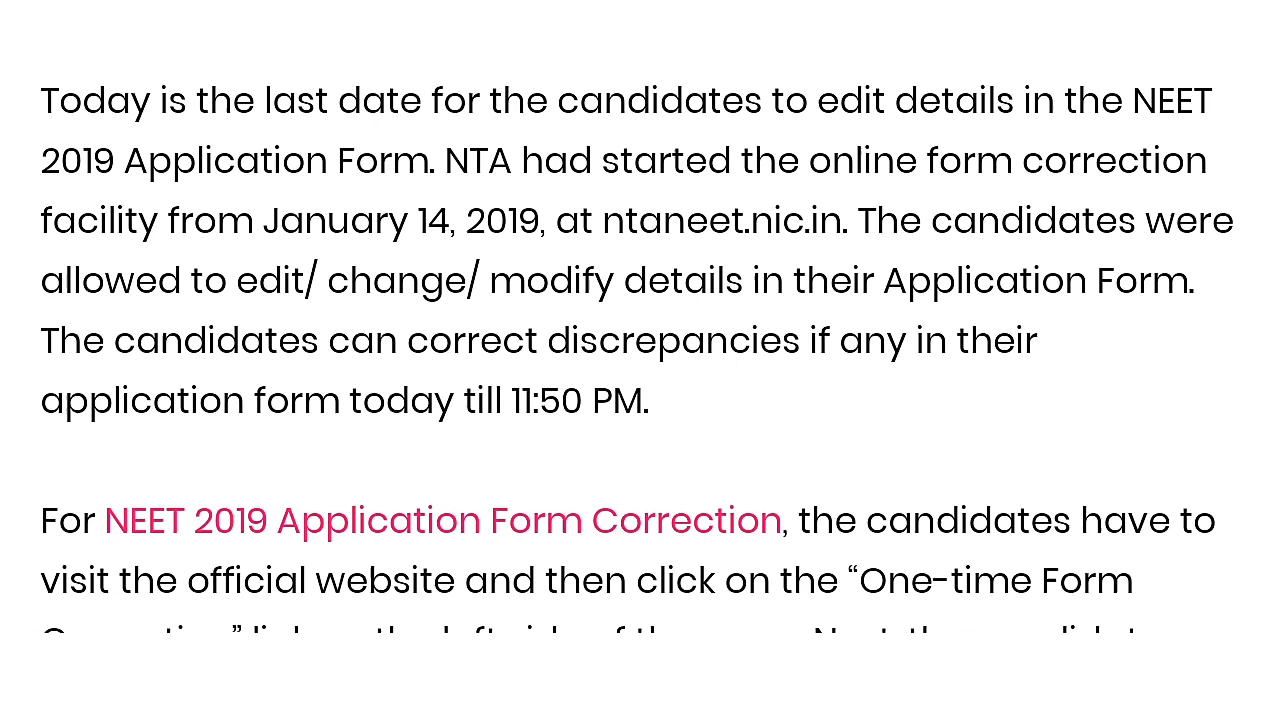 Today is the last date for the candidates to edit details in the NEET
2019 Application Form. NTA had started the online form correction
facility from January 14, 2019, at ntaneet.nic.in. The candidates were
allowed to edit/ change/ modify details in their Application Form.
The candidates can correct discrepancies if any in their
application form today till 11:50 PM.
For NEET 2019 Application Form Correction, the candidates have to
visit the official website and then click on the “One-time Form